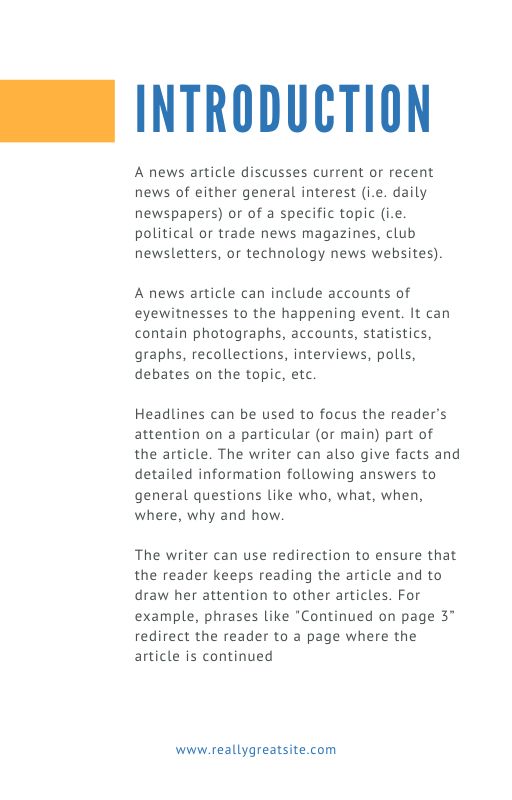 INTRODUCTION
A news article discusses current or recent
news of either general interest (i.e. daily
newspapers) or of a specific topic (i.e.
political or trade news magazines, club
newsletters, or technology news websites).
A news article can include accounts of
eyewitnesses to the happening event. It can
contain photographs, accounts, statistics,
graphs, recollections, interviews, polls,
debates on the topic, etc.
Headlines can be used to focus the reader’s
attention on a particular (or main) part of
the article. The writer can also give facts and
detailed information following answers to
general questions like who, what, when,
where, why and how.
The writer can use redirection to ensure that
the reader keeps reading the article and to
draw her attention to other articles. For
example, phrases like "Continued on page 3”
redirect the reader to a page where the
article is continued
www.reallygreatsite.com